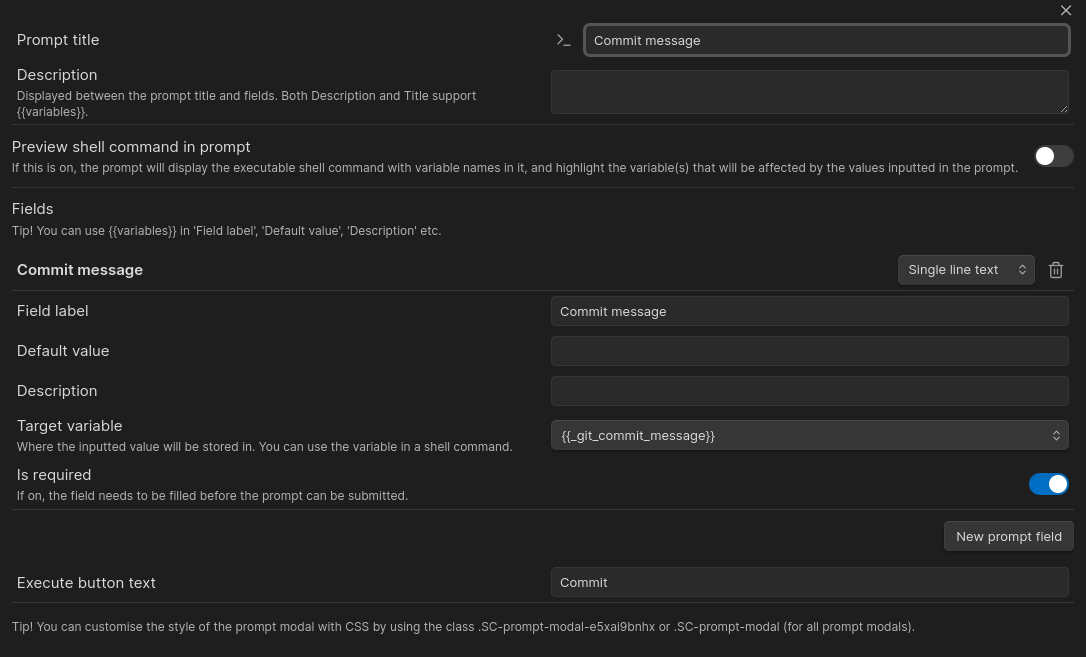 Prompt title
Commit message
Description
Displayed between the prompt title and fields. Both Description and Title support
{{variables}}.
Preview shell command in prompt
If this is on, the prompt will display the executable shell command with variable names in it, and highlight the variable(s) that will be affected by the values inputted in the prompt.
Fields
Tip! You can use {{variables}} in 'Field label', 'Default value', 'Description' etc.
Commit message
Single line text
Field label
Commit message
Default value
Description
Target variable
Where the inputted value will be stored in. You can use the variable in a shell command.
{{_git_commit_message}}
Is required
If on, the field needs to be filled before the prompt can be submitted.
New prompt field
Execute button text
Commit
Tip! You can customise the style of the prompt modal with CSS by using the class .SC-prompt-modal-e5xai9bnhx or .SC-prompt-modal (for all prompt modals).